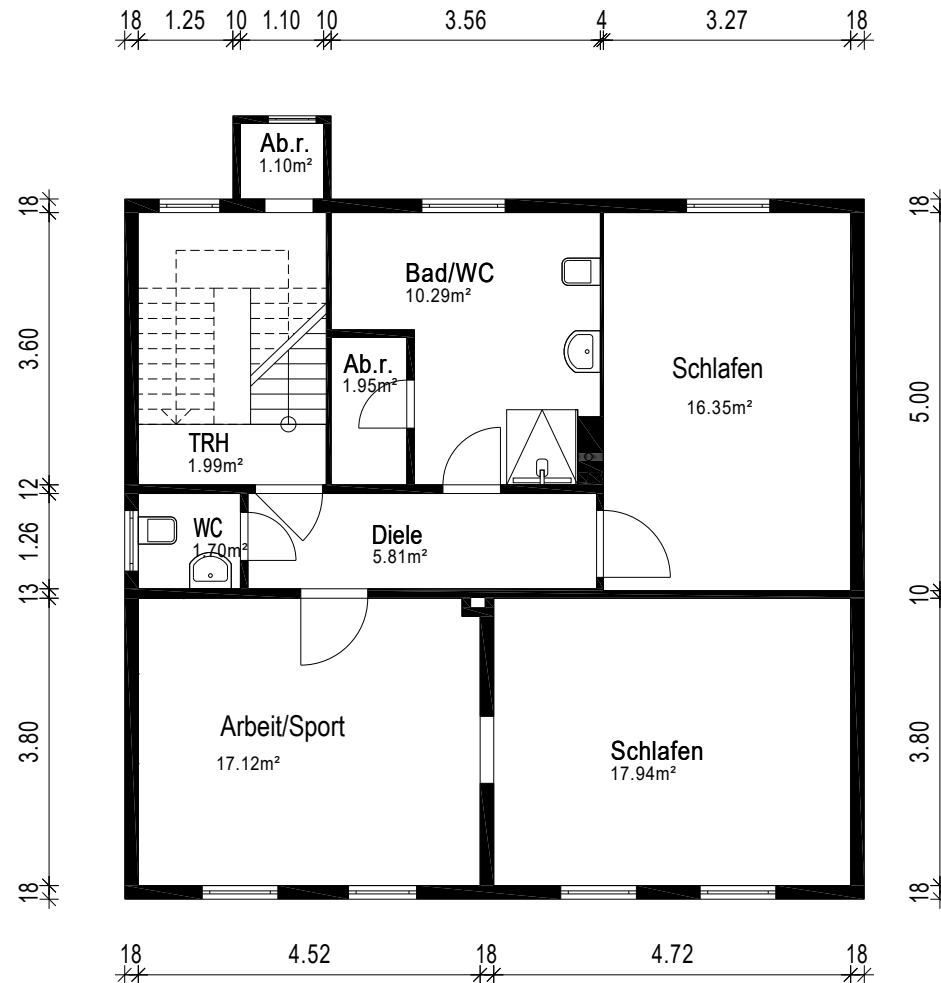 18 1.25 10 1.10 10 3.56 4 3.27 18
Ab.r.
1.10m²
18
3.60
12
1.26
13
3.80
18
18
5.00
10
3.80
18
Bad/WC
10.29m²
Ab.r.
1.95m²
Schlafen
16.35m²
TRH
1.99m²
WC
1.70m²
Diele
5.81m²
Arbeit/Sport
17.12m²
Schlafen
17.94m²
18 4.52 18 4.72 18